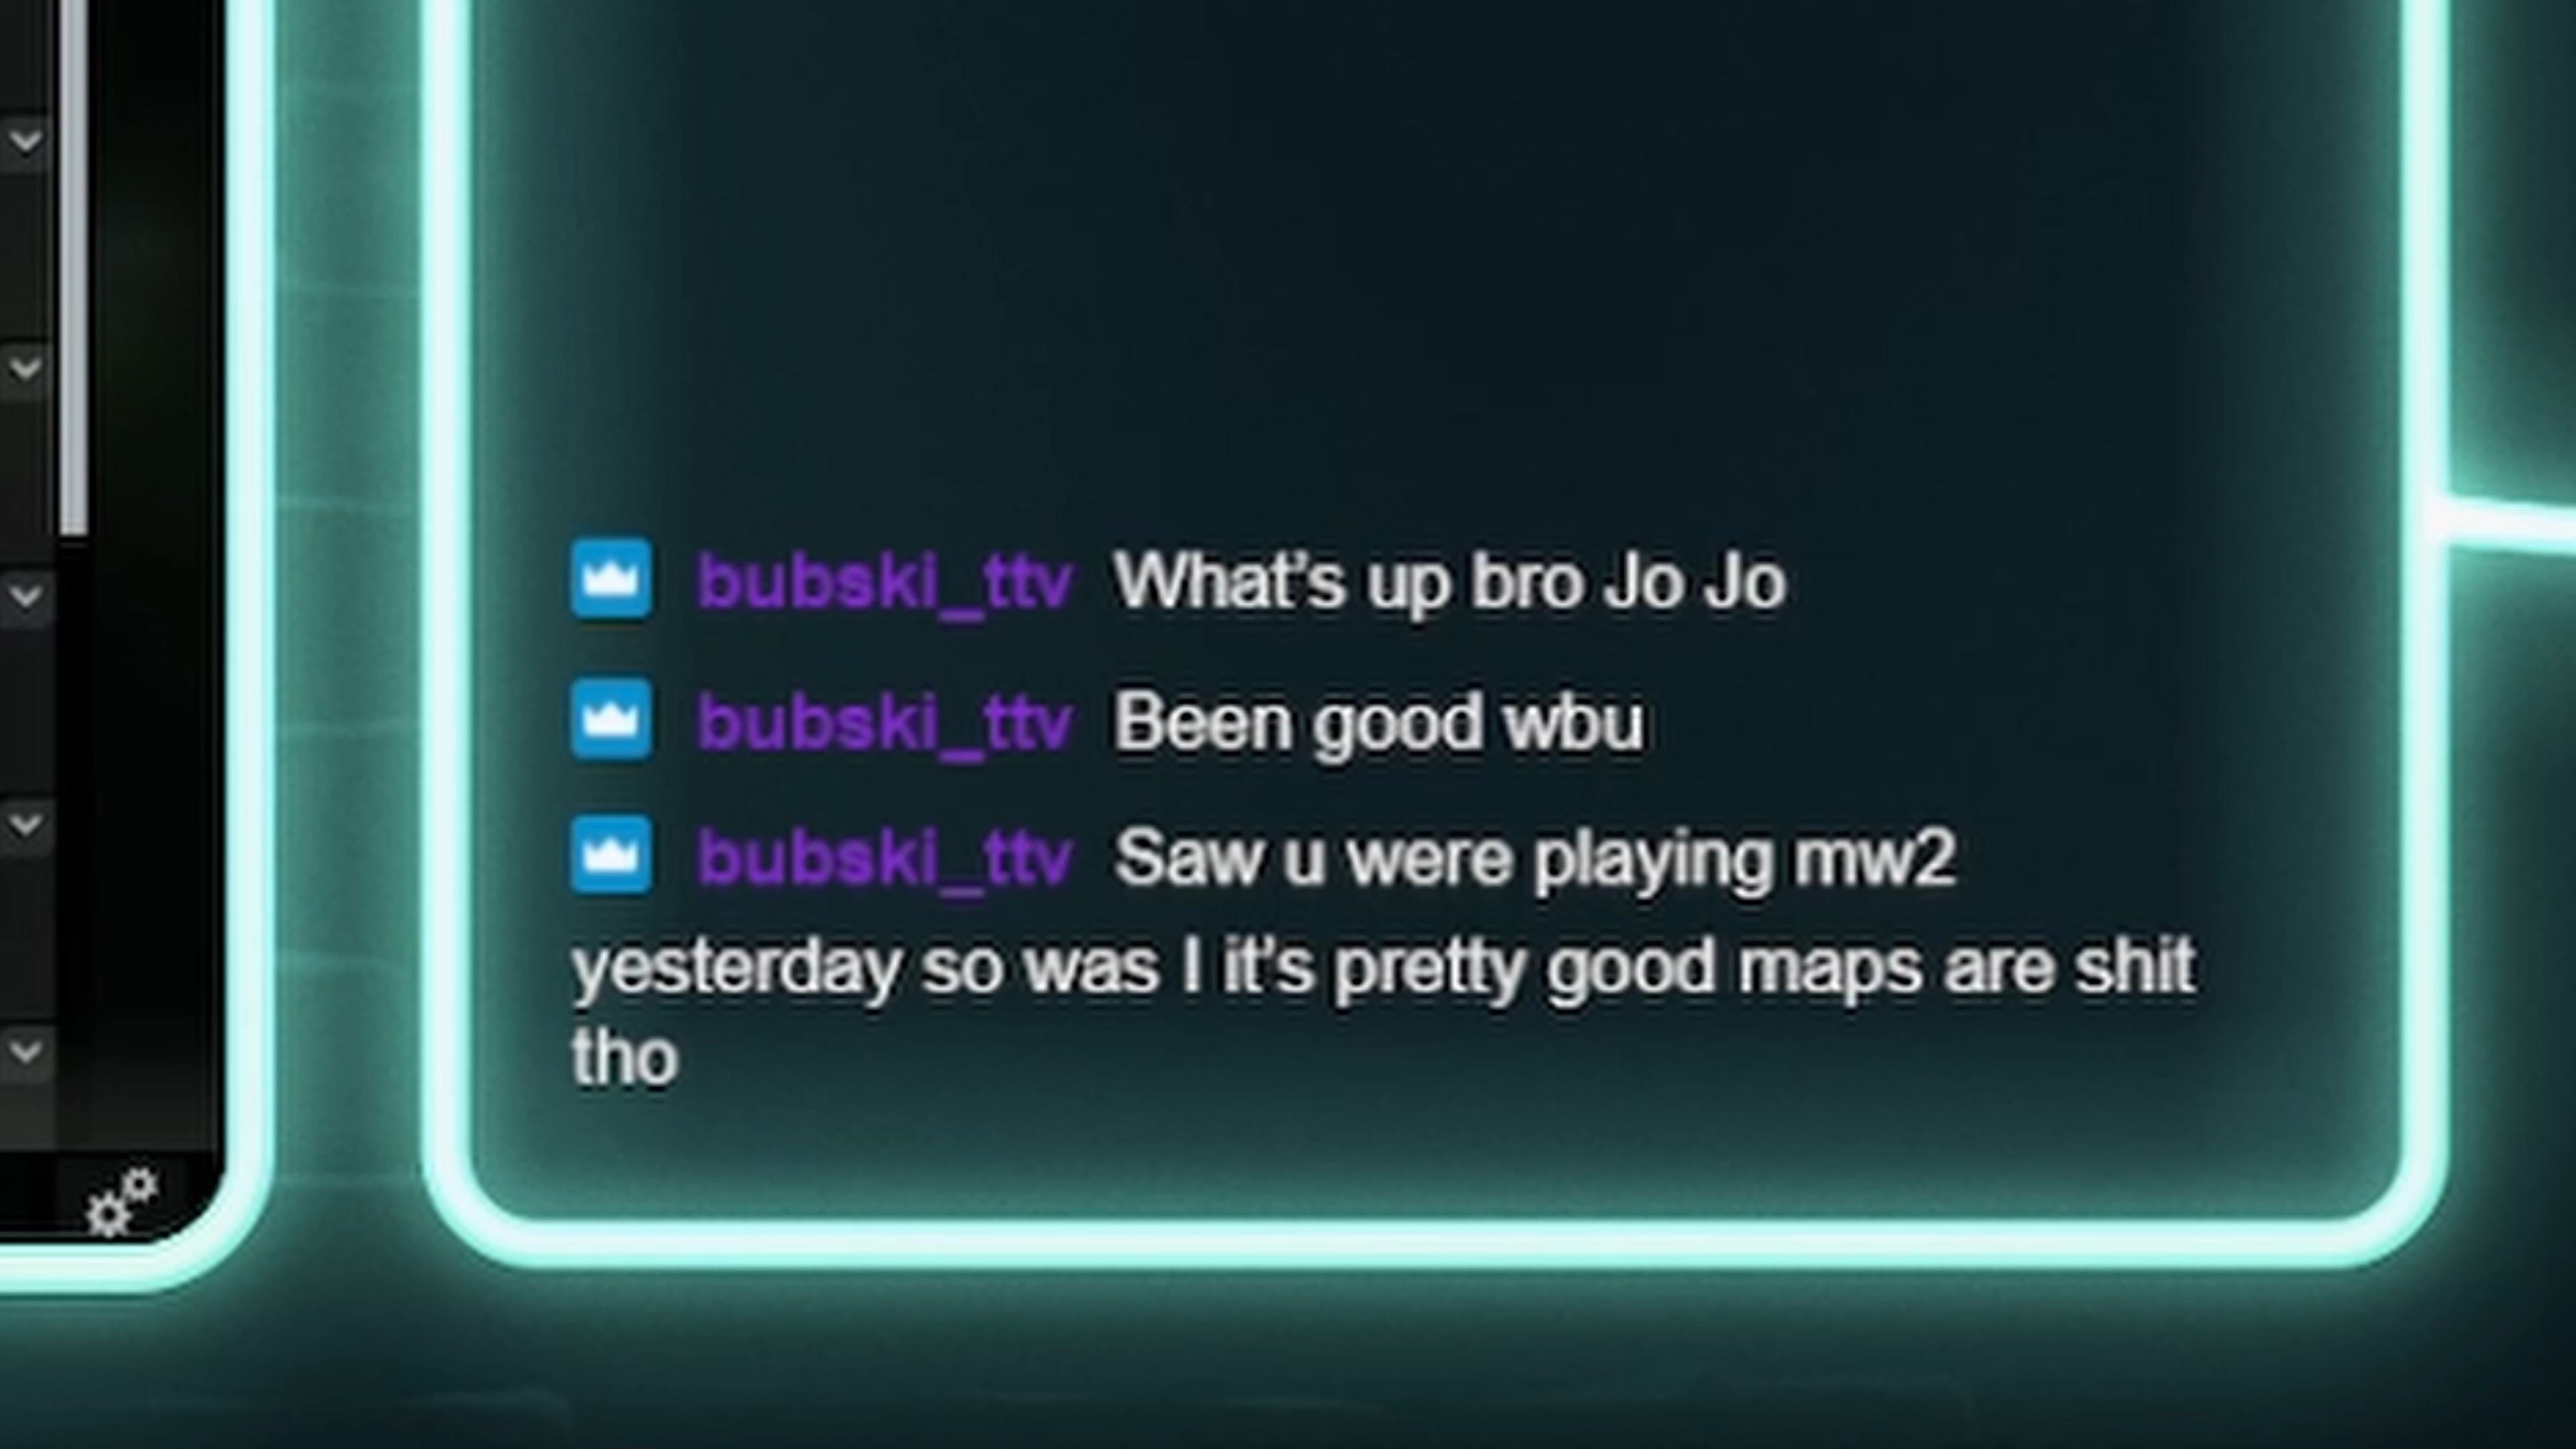 bubski_ttv What's up bro Jo Jo
bubski_ttv Been good wbu
bubski_ttv Saw u were playing mw2
yesterday so was I it's pretty good maps are shit
tho